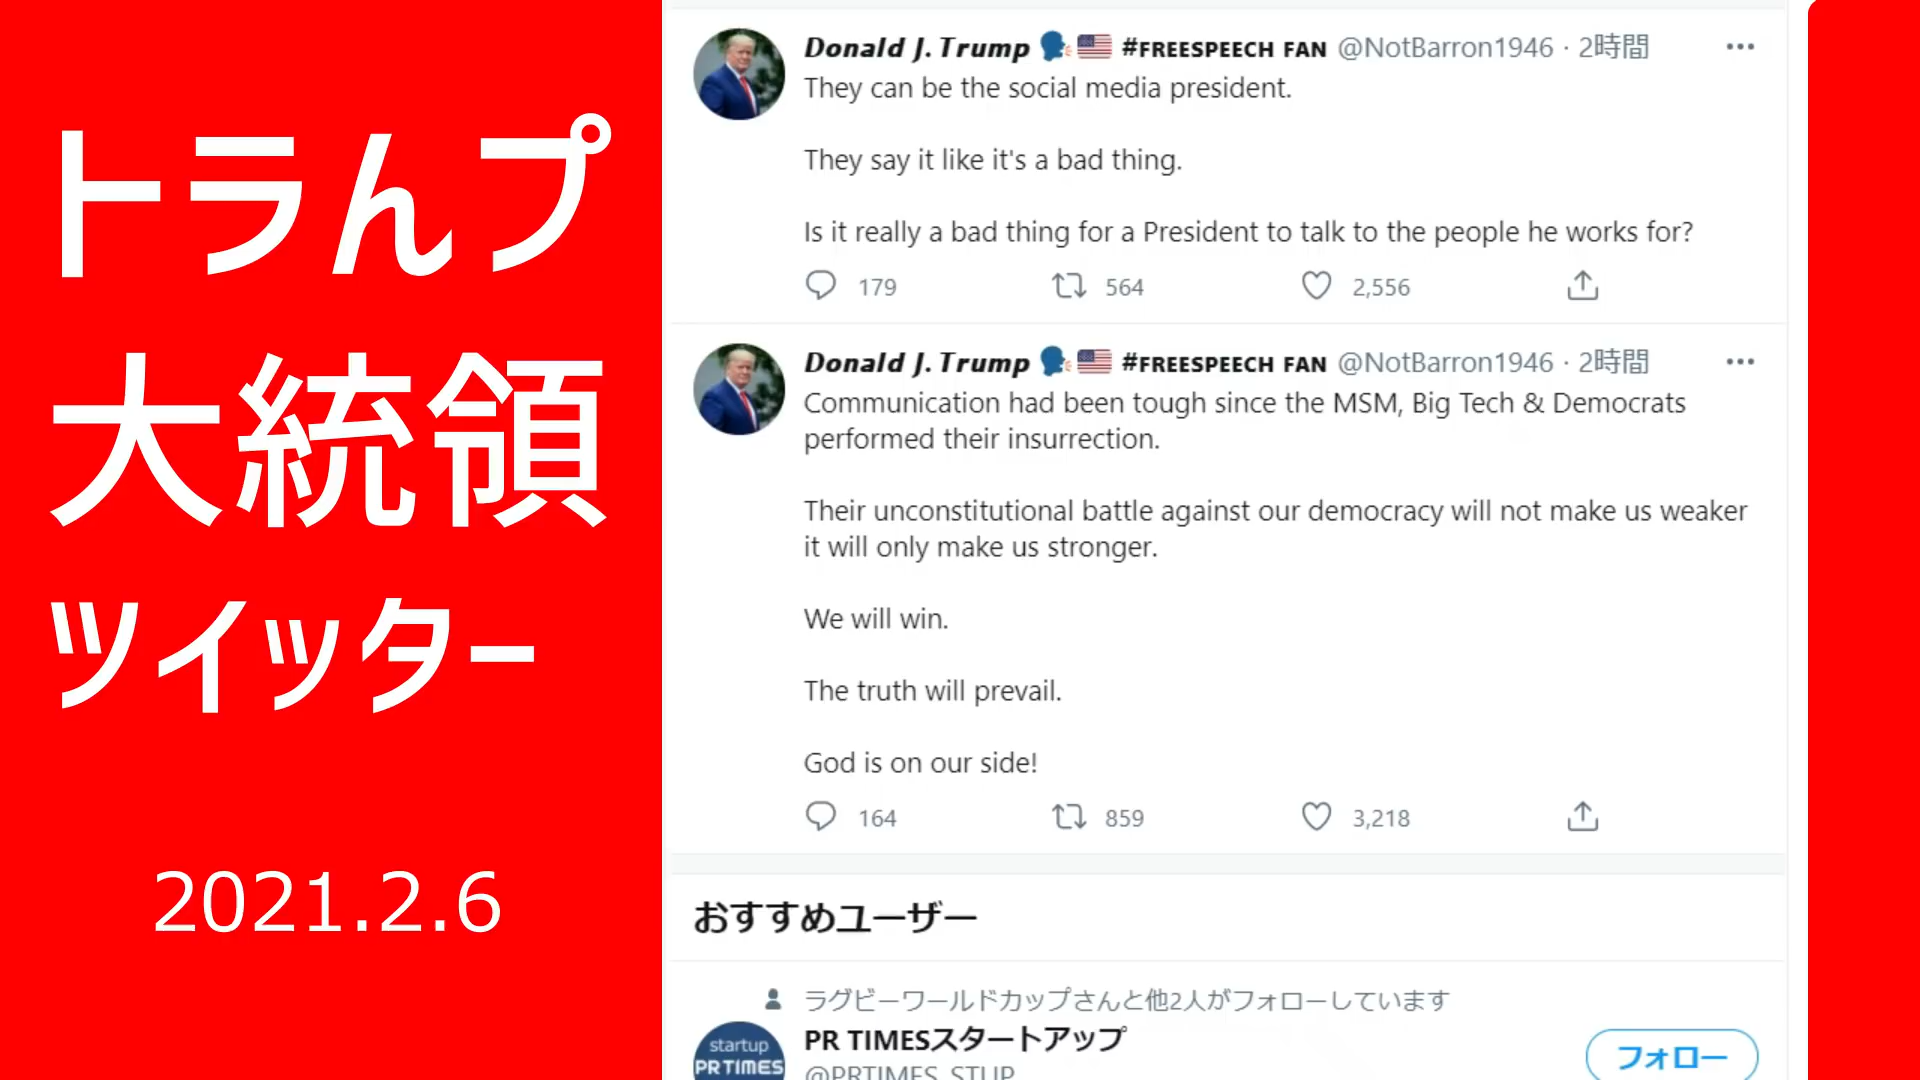 トラんプ
大統領
ツイッター
2021.2.6
Donald J. Trump 🗣🇺🇸 #FREESPEECH FAN @NotBarron1946 · 2時間
They can be the social media president.
They say it like it's a bad thing.
Is it really a bad thing for a President to talk to the people he works for?
179 564 2,556
Donald J. Trump 🗣🇺🇸 #FREESPEECH FAN @NotBarron1946 · 2時間
Communication had been tough since the MSM, Big Tech & Democrats
performed their insurrection.
Their unconstitutional battle against our democracy will not make us weaker
it will only make us stronger.
We will win.
The truth will prevail.
God is on our side!
164 859 3,218
おすすめユーザー
ラグビーワールドカップさんと他2人がフォローしています
startup
PR TIMES
PR TIMESスタートアップ
@PRTIMES_STUP
フォロー